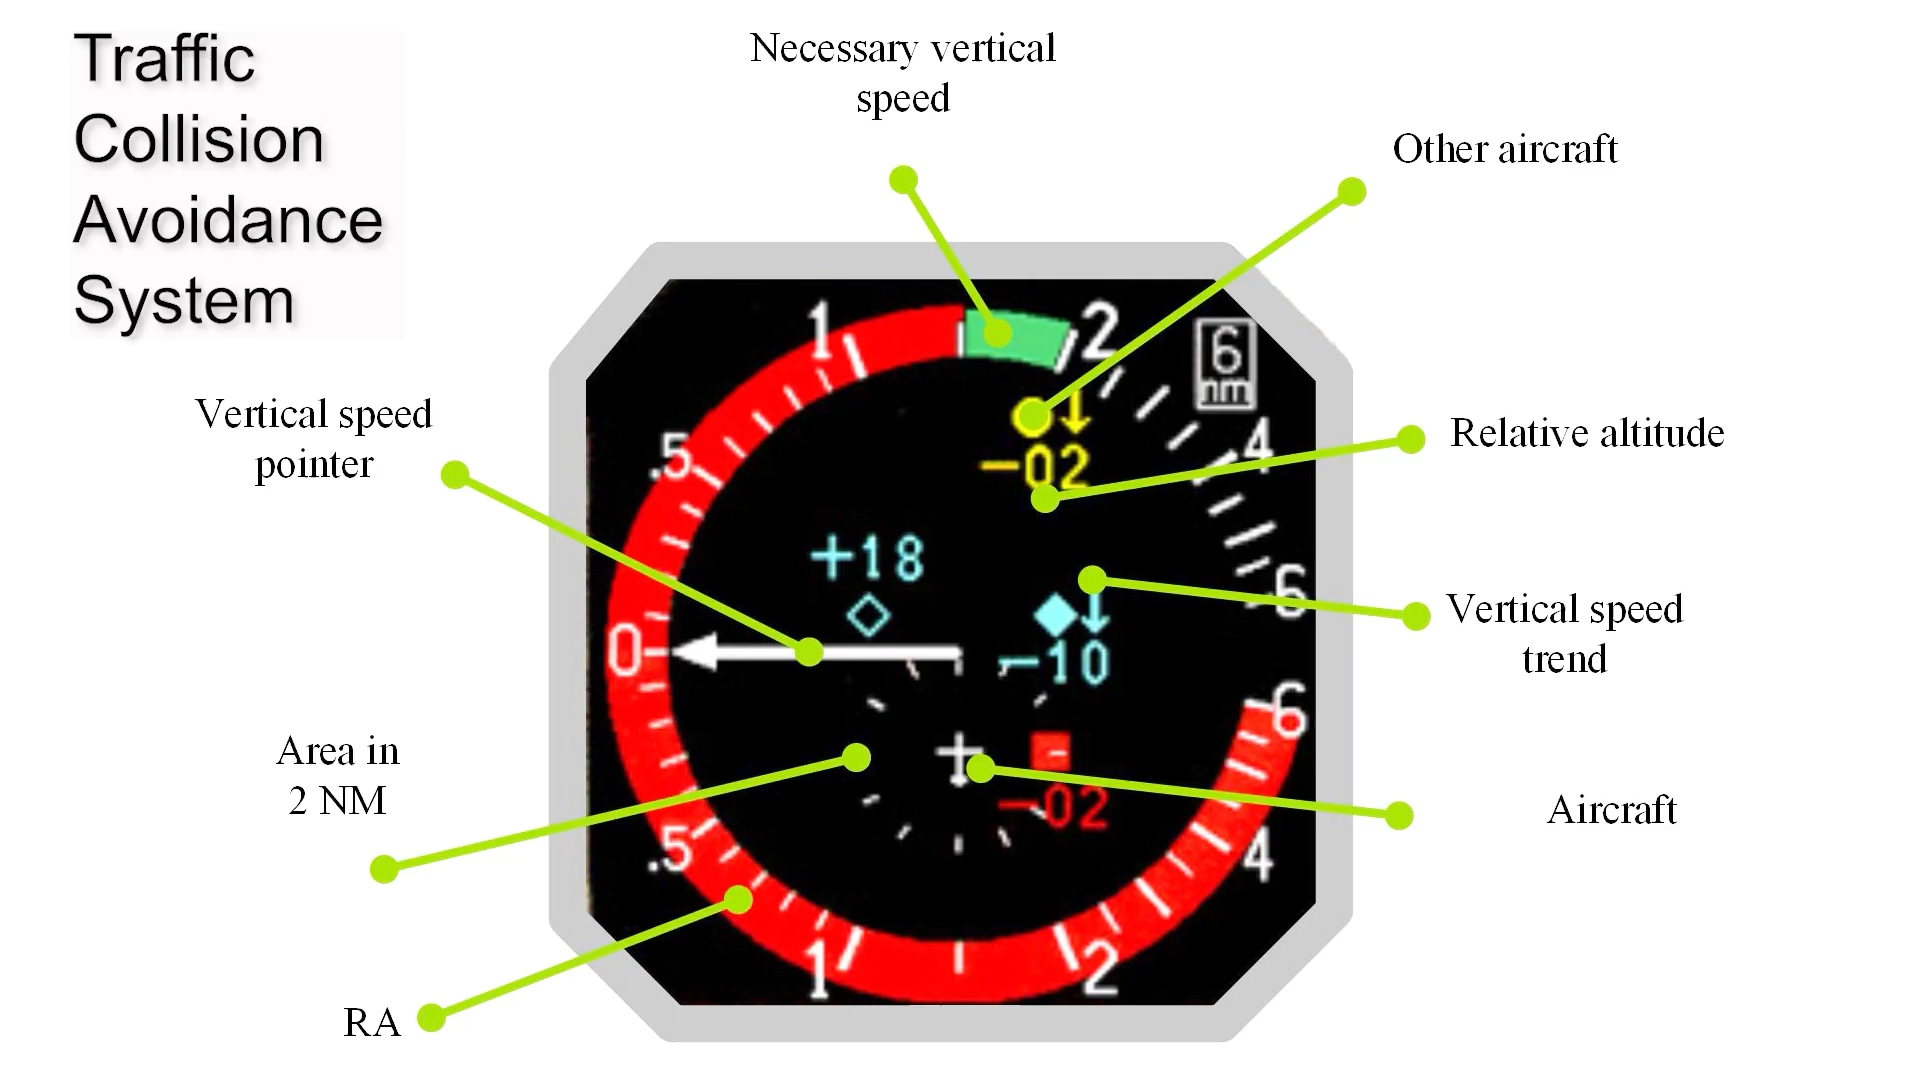 Traffic
Collision
Avoidance
System
Necessary vertical
speed
Other aircraft
Vertical speed
pointer
Relative altitude
Vertical speed
trend
Area in
2 NM
Aircraft
RA
1
2
6
nm
.5
4
-02
+18
6
0
-10
6
-02
.5
4
1
2